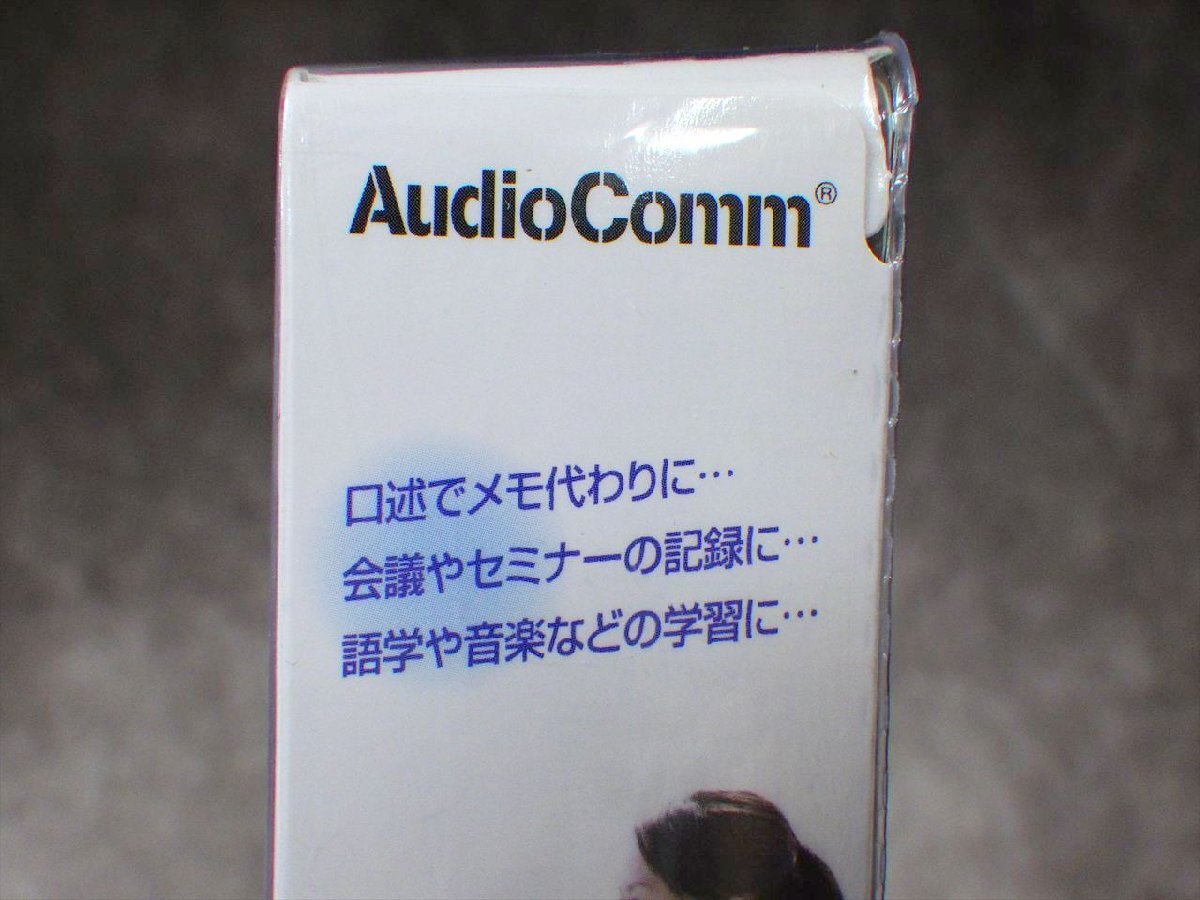 AudioComm®
口述でメモ代わりに…
会議やセミナーの記録に…
語学や音楽などの学習に…